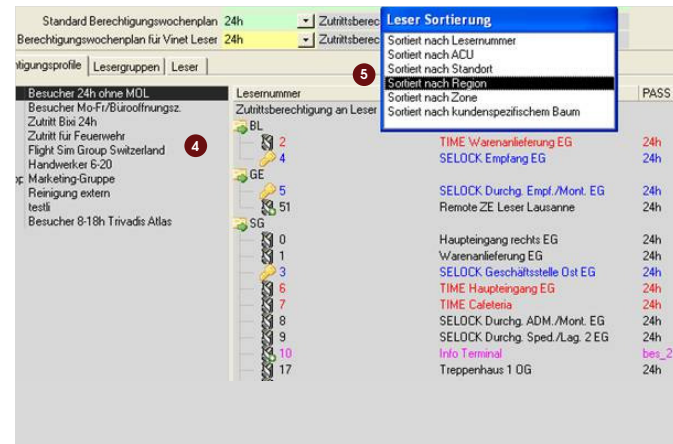 Standard Berechtigungswochenplan 24h Zutrittsberec
Berechtigungswochenplan für Vinet Leser 24h Zutrittsberec
Leser Sortierung
Sortiert nach Lesernummer
Sortiert nach ACU
Sortiert nach Standort
Sortiert nach Region
Sortiert nach Zone
Sortiert nach kundenspezifischem Baum
5
htigungsprofile Lesergruppen Leser
Besucher 24h ohne MOL
Besucher Mo-Fr/Bürooffnungsz.
Zutritt Bixi 24h
Zutritt für Feuerwehr
Flight Sim Group Switzerland
Handwerker 6-20
Marketing-Gruppe
Reinigung extern
testli
Besucher 8-18h Trivadis Atlas
4
Lesernummer PASS
Zutrittsberechtigung an Leser
BL
2 TIME Warenanlieferung EG 24h
4 SELOCK Empfang EG 24h
GE
5 SELOCK Durchg. Empf./Mont. EG 24h
51 Remote ZE Leser Lausanne 24h
SG
0 Haupteingang rechts EG 24h
1 Warenanlieferung EG 24h
3 SELOCK Geschäftsstelle Ost EG 24h
6 TIME Haupteingang EG 24h
7 TIME Cafeteria 24h
8 SELOCK Durchg. ADM./Mont. EG 24h
9 SELOCK Durchg. Sped./Lag. 2 EG 24h
10 Info Terminal bes_2
17 Treppenhaus 1 OG 24h